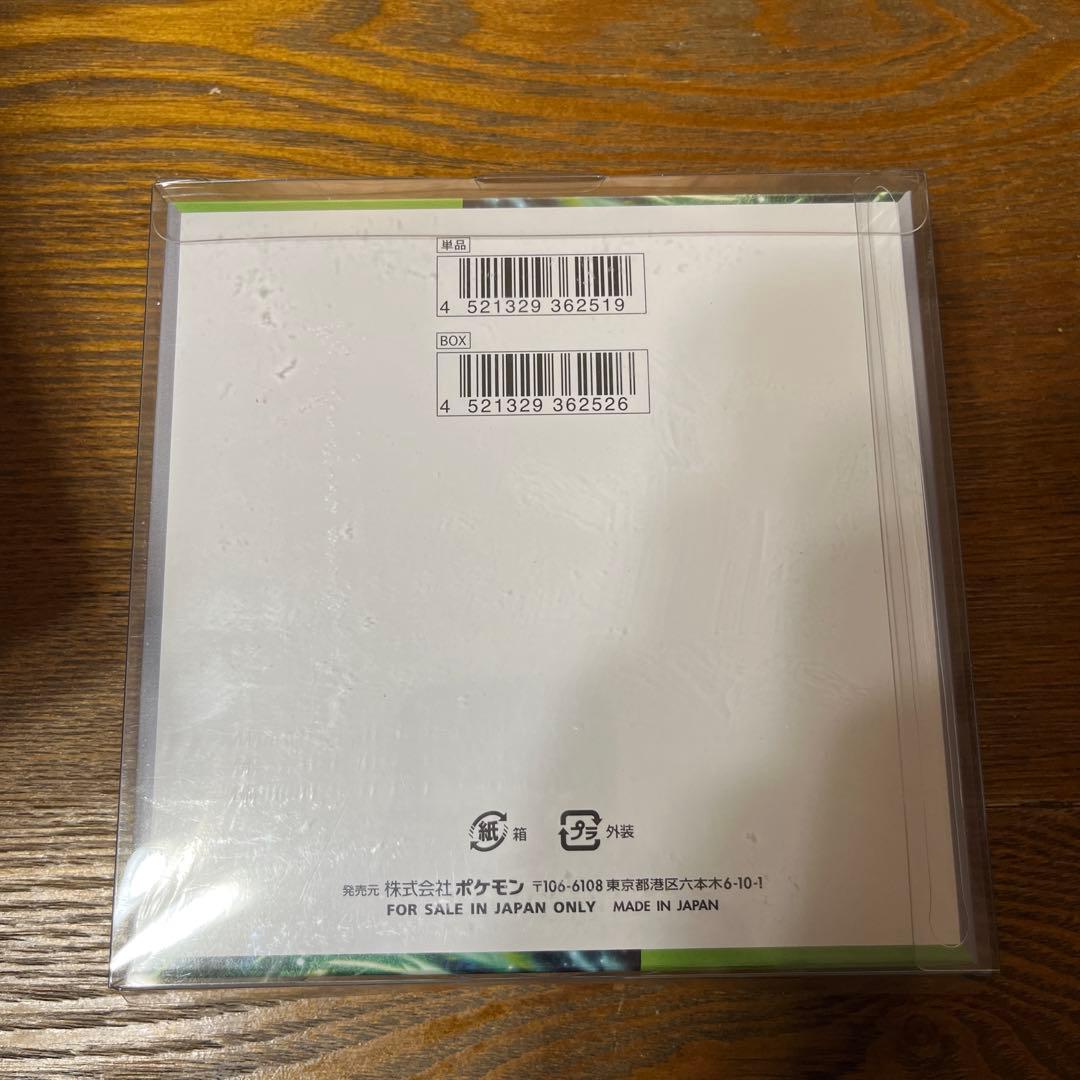 単品
4 521329 362519
BOX
4 521329 362526
紙 箱 プラ 外装
発売元 株式会社 ポケモン 〒106-6108 東京都港区六本木6-10-1
FOR SALE IN JAPAN ONLY MADE IN JAPAN